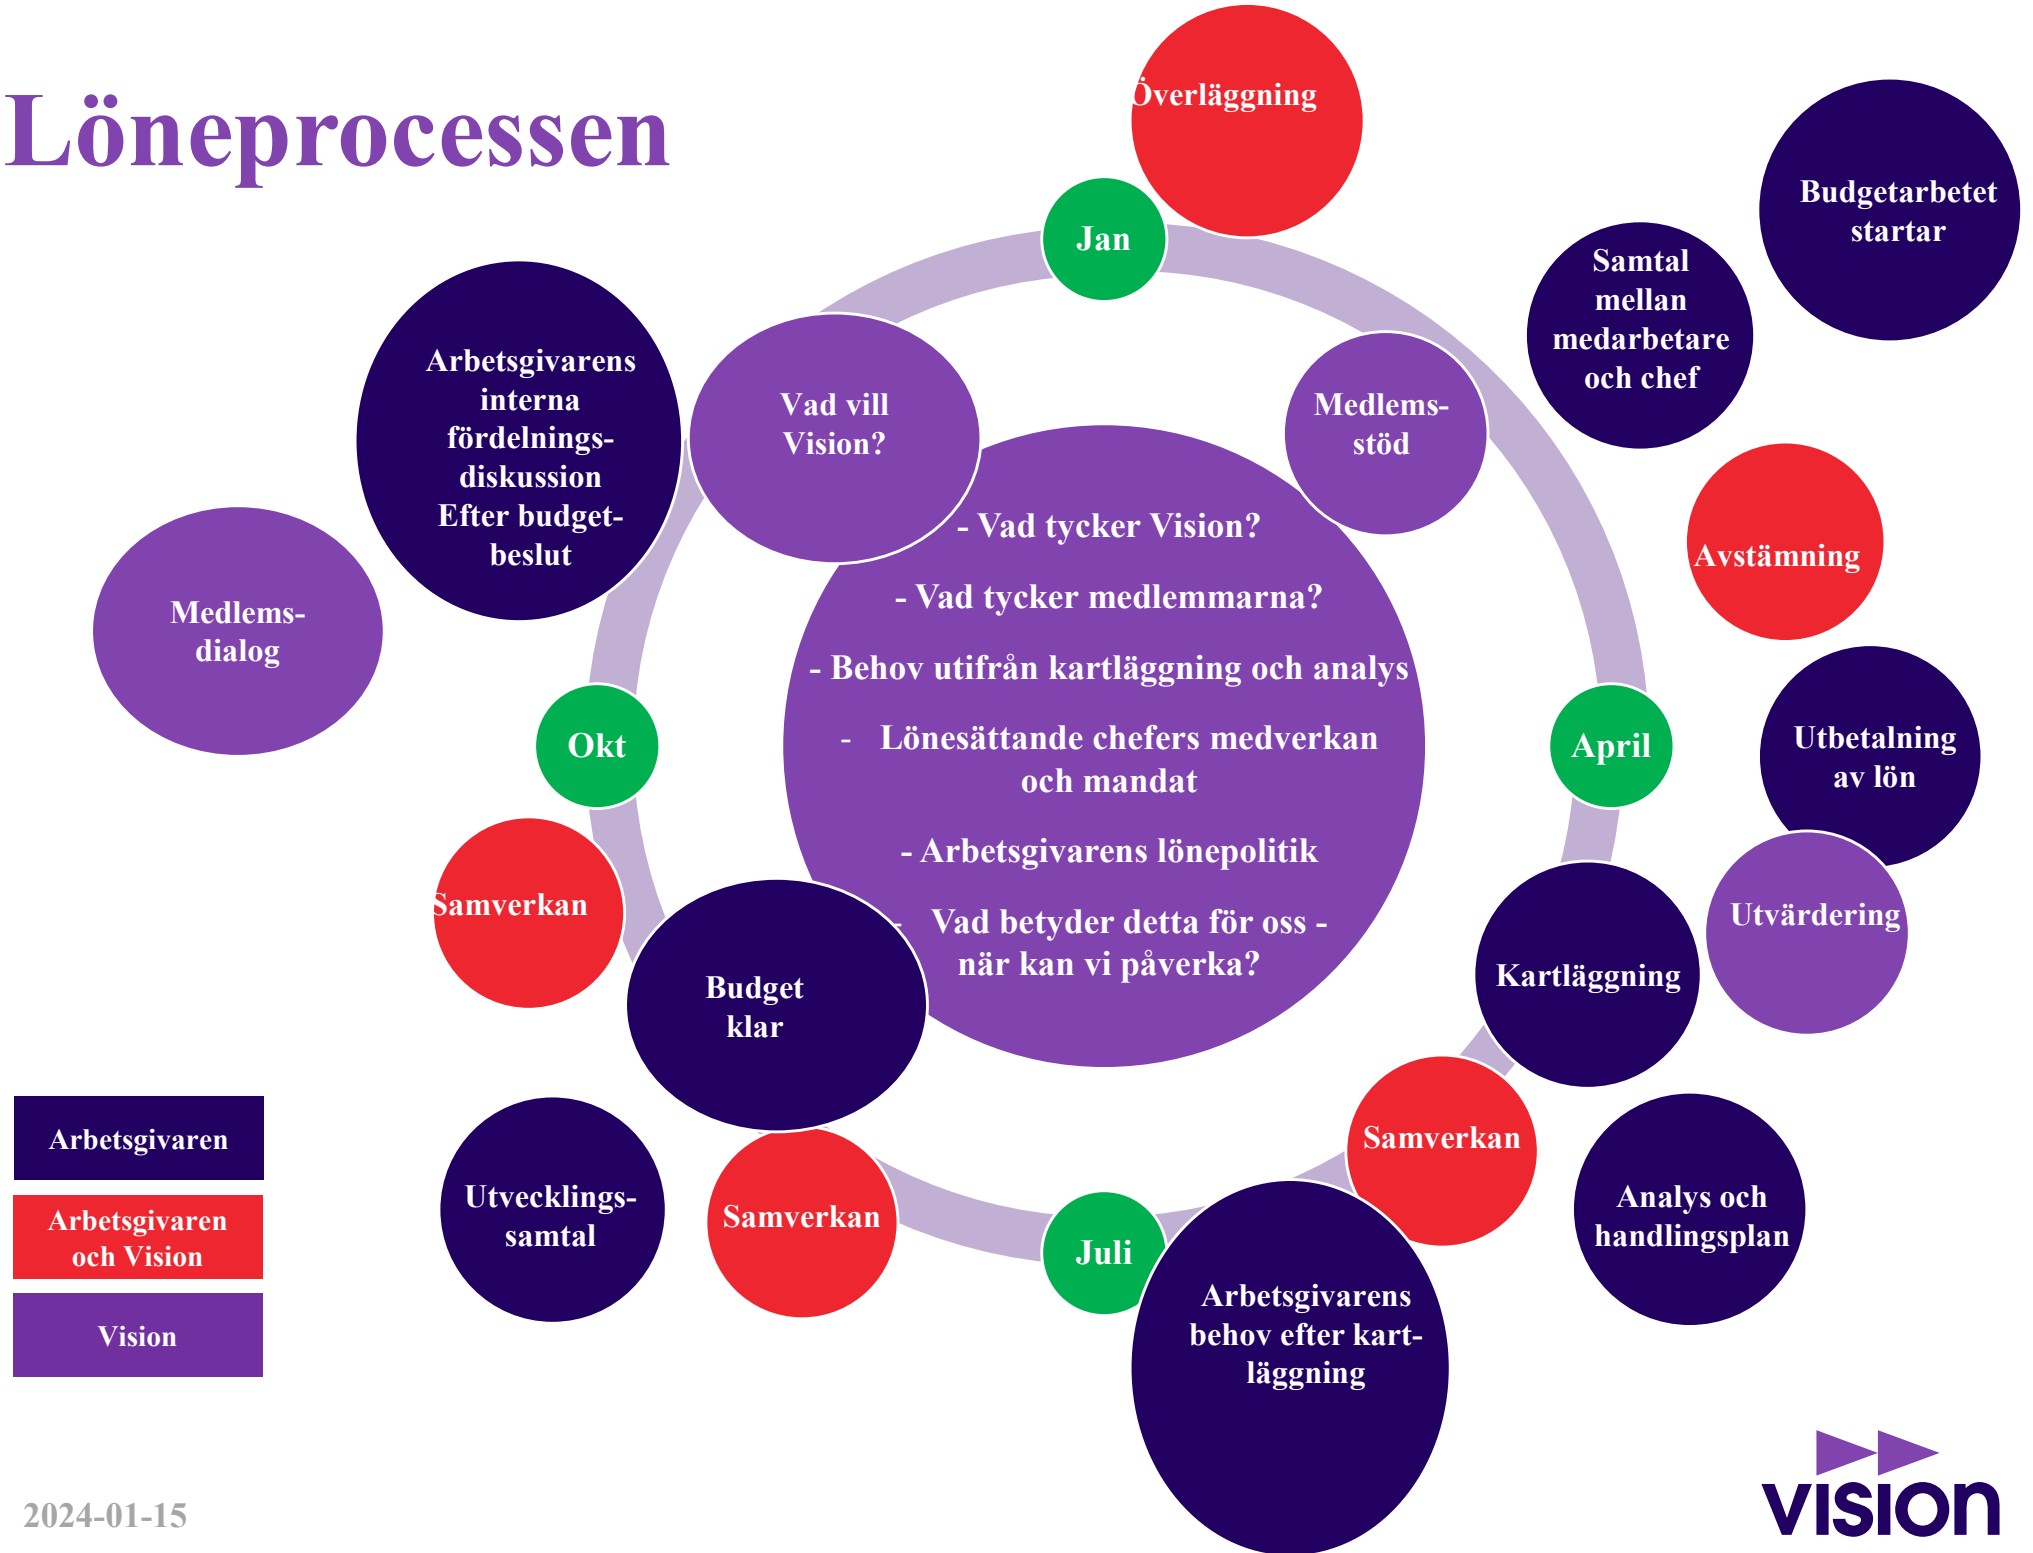 Löneprocessen
Överläggning
Jan
Budgetarbetet
startar
Samtal
mellan
medarbetare
och chef
Medlems-
stöd
Avstämning
April
Utbetalning
av lön
Utvärdering
Kartläggning
Samverkan
Analys och
handlingsplan
Arbetsgivarens
behov efter kart-
läggning
Juli
Samverkan
Utvecklings-
samtal
Budget
klar
Samverkan
Okt
Medlems-
dialog
Arbetsgivarens
interna
fördelnings-
diskussion
Efter budget-
beslut
Vad vill
Vision?
- Vad tycker Vision?
- Vad tycker medlemmarna?
- Behov utifrån kartläggning och analys
- Lönesättande chefers medverkan
och mandat
- Arbetsgivarens lönepolitik
- Vad betyder detta för oss -
när kan vi påverka?
Arbetsgivaren
Arbetsgivaren
och Vision
Vision
2024-01-15
vision